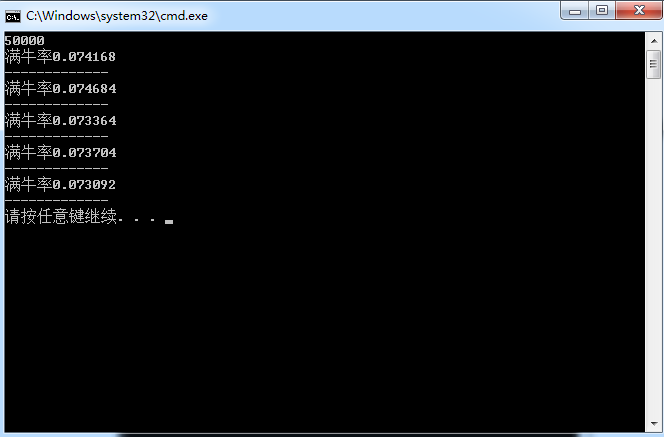 C:\Windows\system32\cmd.exe
50000
满牛率0.074168
-------------
满牛率0.074684
-------------
满牛率0.073364
-------------
满牛率0.073704
-------------
满牛率0.073092
-------------
请按任意键继续. . .